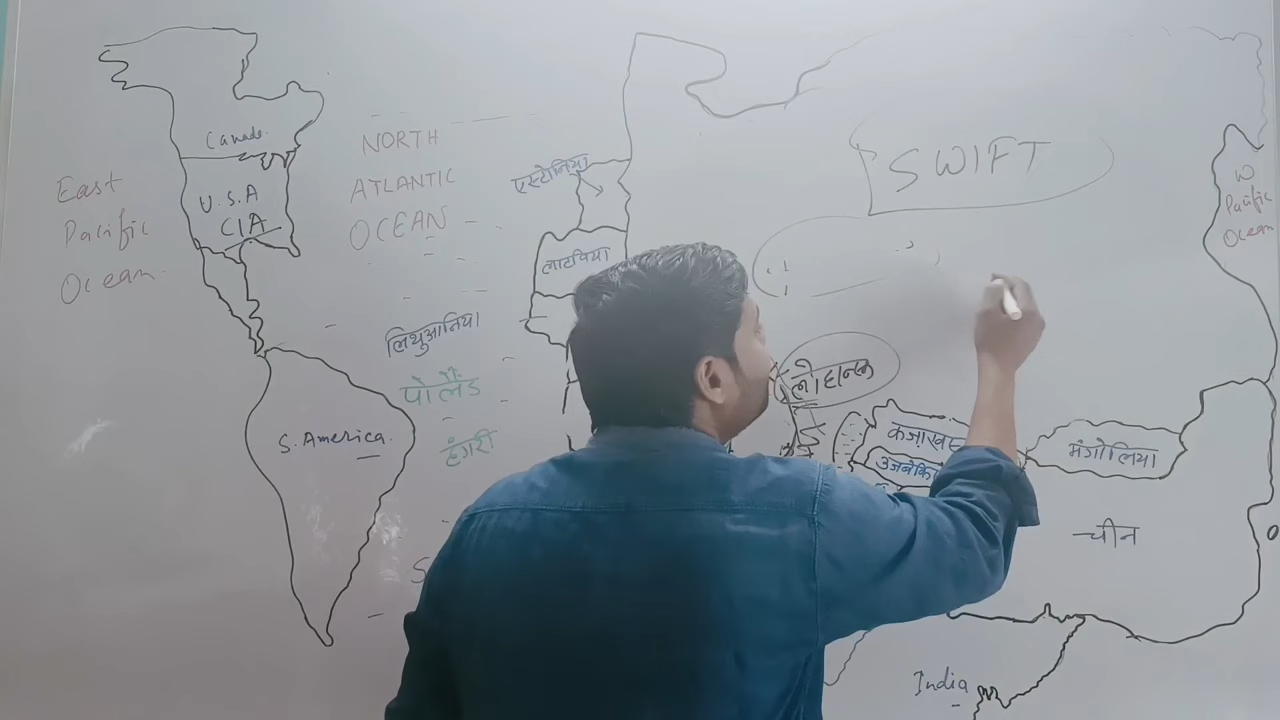 Canada
U.S.A
CIA
East
Pacific
Ocean
NORTH
ATLANTIC
OCEAN
S. America
एस्टोनिया
लाटविया
लिथुआनिया
पोलैंड
हंगरी
SWIFT
W
Pacific
Ocean
मंगोलिया
चीन
India